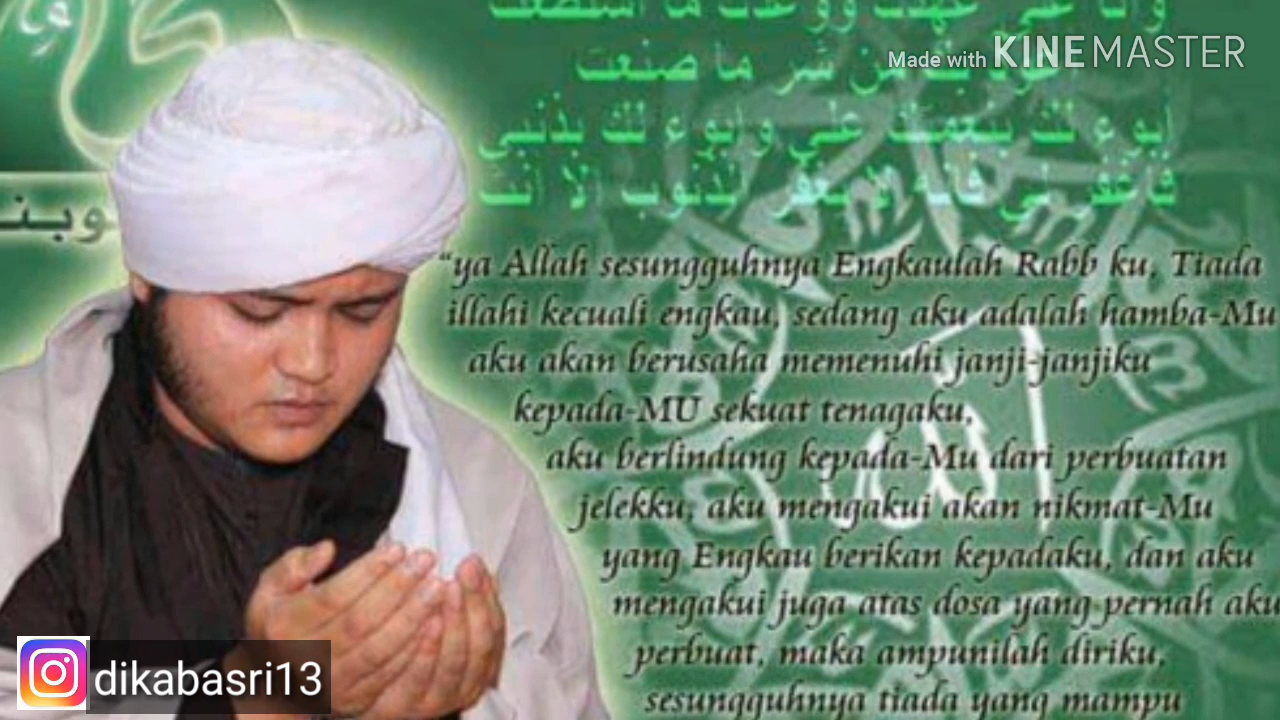 Made with KINEMASTER
ما صنعت
أبوء لك بنعمتك علي وأبوء لك بذنبي
فاغفر لي فإنه لا يغفر الذنوب إلا أنت
"ya Allah sesungguhnya Engkaulah Rabb ku, Tiada
illahi kecuali engkau, sedang aku adalah hamba-Mu
aku akan berusaha memenuhi janji-janjiku
kepada-MU sekuat tenagaku,
aku berlindung kepada-Mu dari perbuatan
jelekku, aku mengakui akan nikmat-Mu
yang Engkau berikan kepadaku, dan aku
mengakui juga atas dosa yang pernah aku
perbuat, maka ampunilah diriku,
sesungguhnya tiada yang mampu
الله
dikabasri13